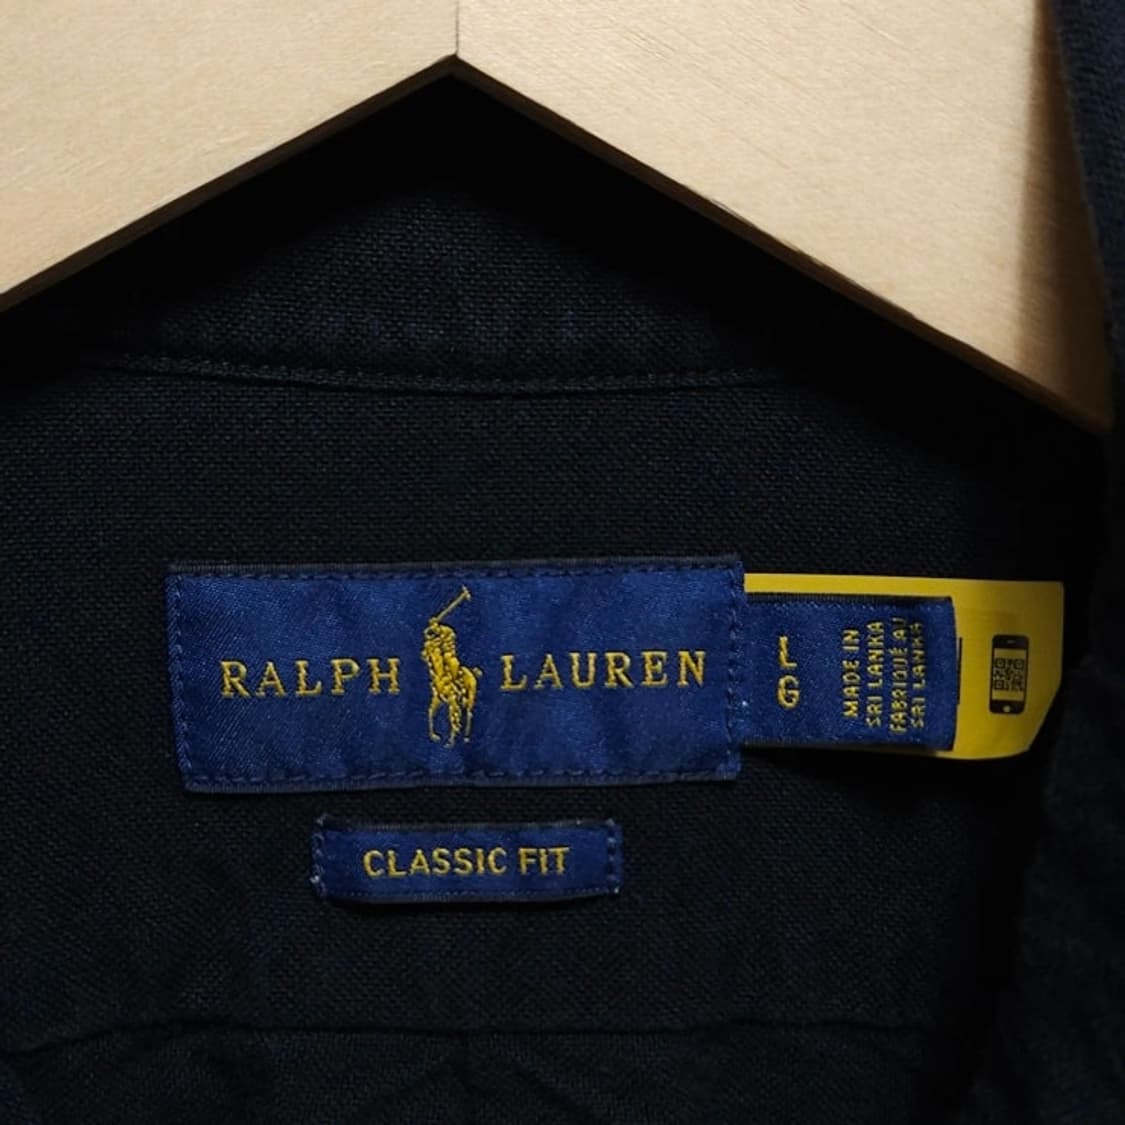 RALPH LAUREN
L
G
MADE IN
SRI LANKA
FABRIQUÉ AU
SRI LANKA
CLASSIC FIT